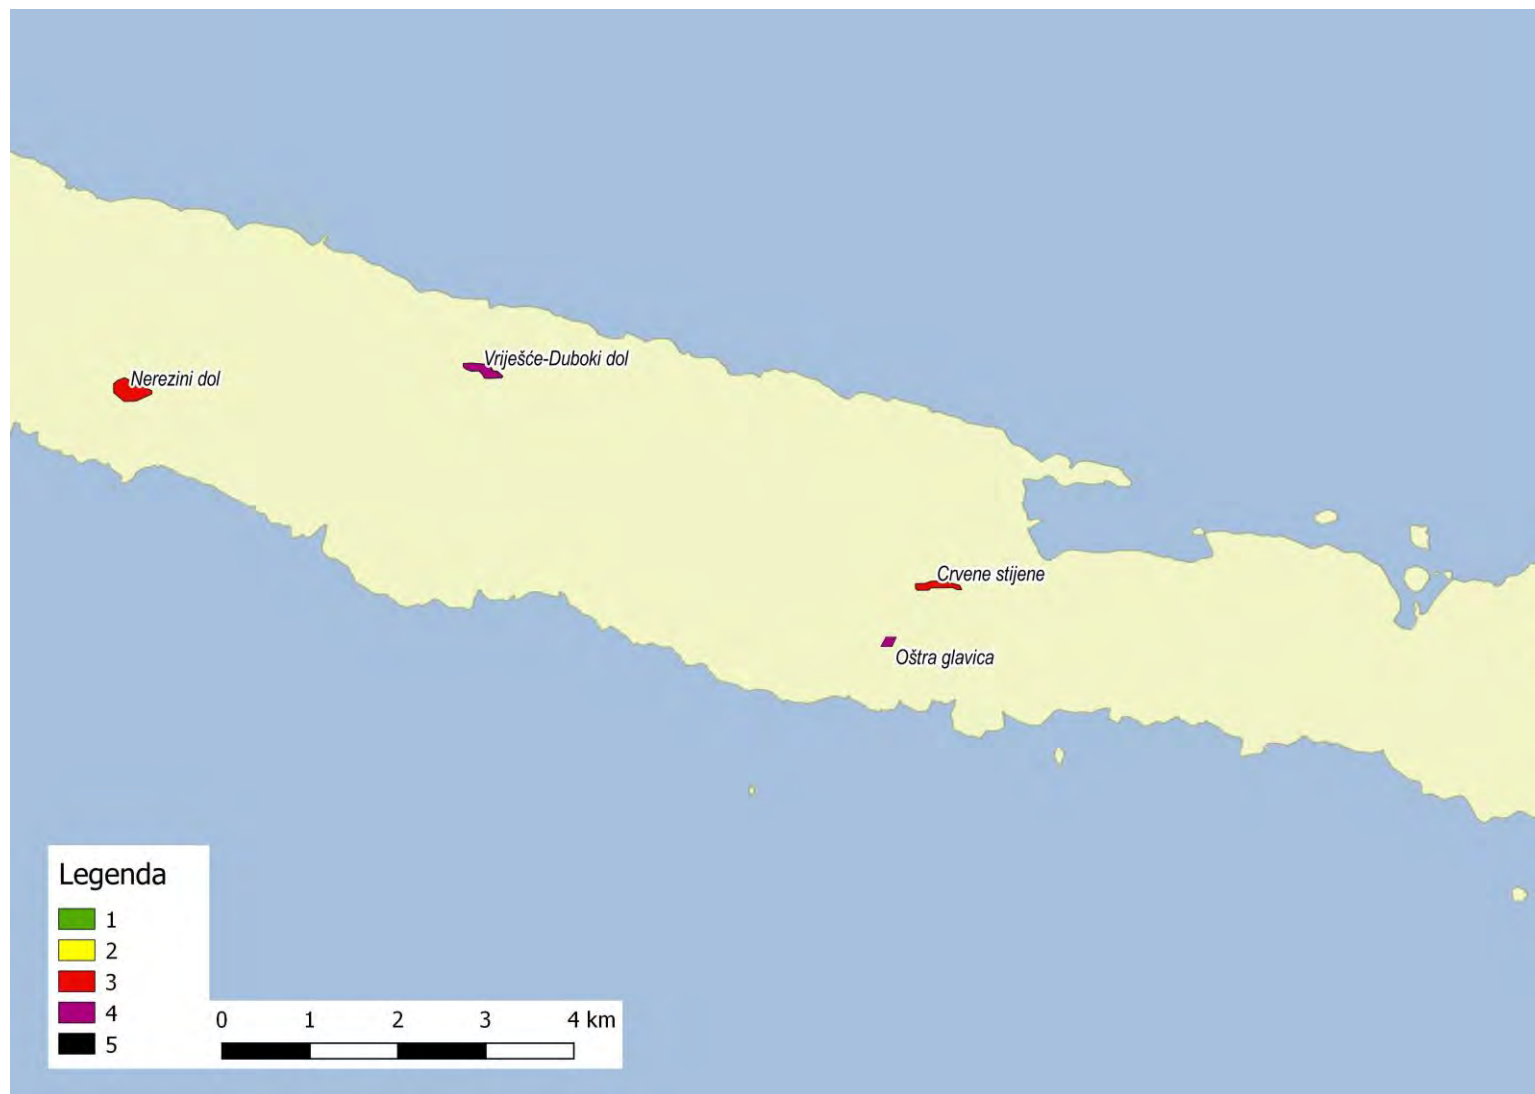 Vriješće-Duboki dol
Nerezini dol
Crvene stijene
Oštra glavica
Legenda
1
2
3
4
5
0 1 2 3 4 km